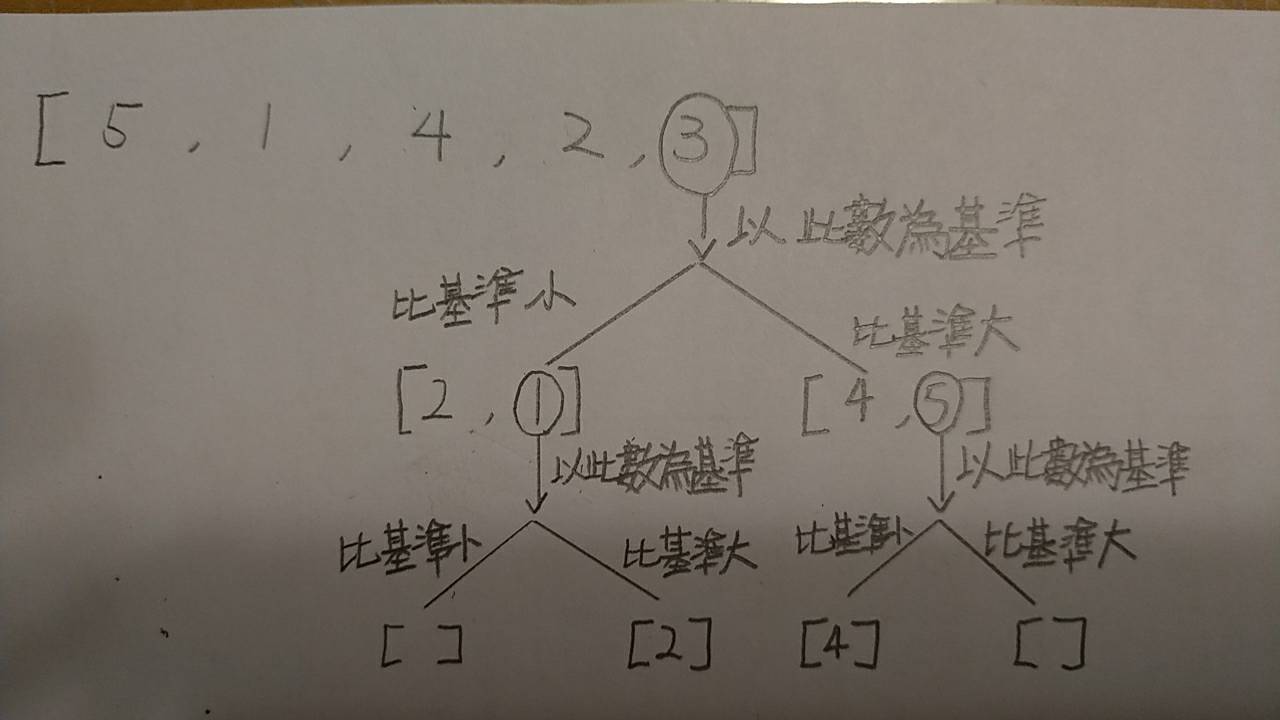 [ 5 , 1 , 4 , 2 , 3 ]
以此數為基準
比基準小
比基準大
[2 , 1]
[4 , 5]
以此數為基準
以此數為基準
比基準小
比基準大
比基準小
比基準大
[ ]
[2]
[4]
[ ]